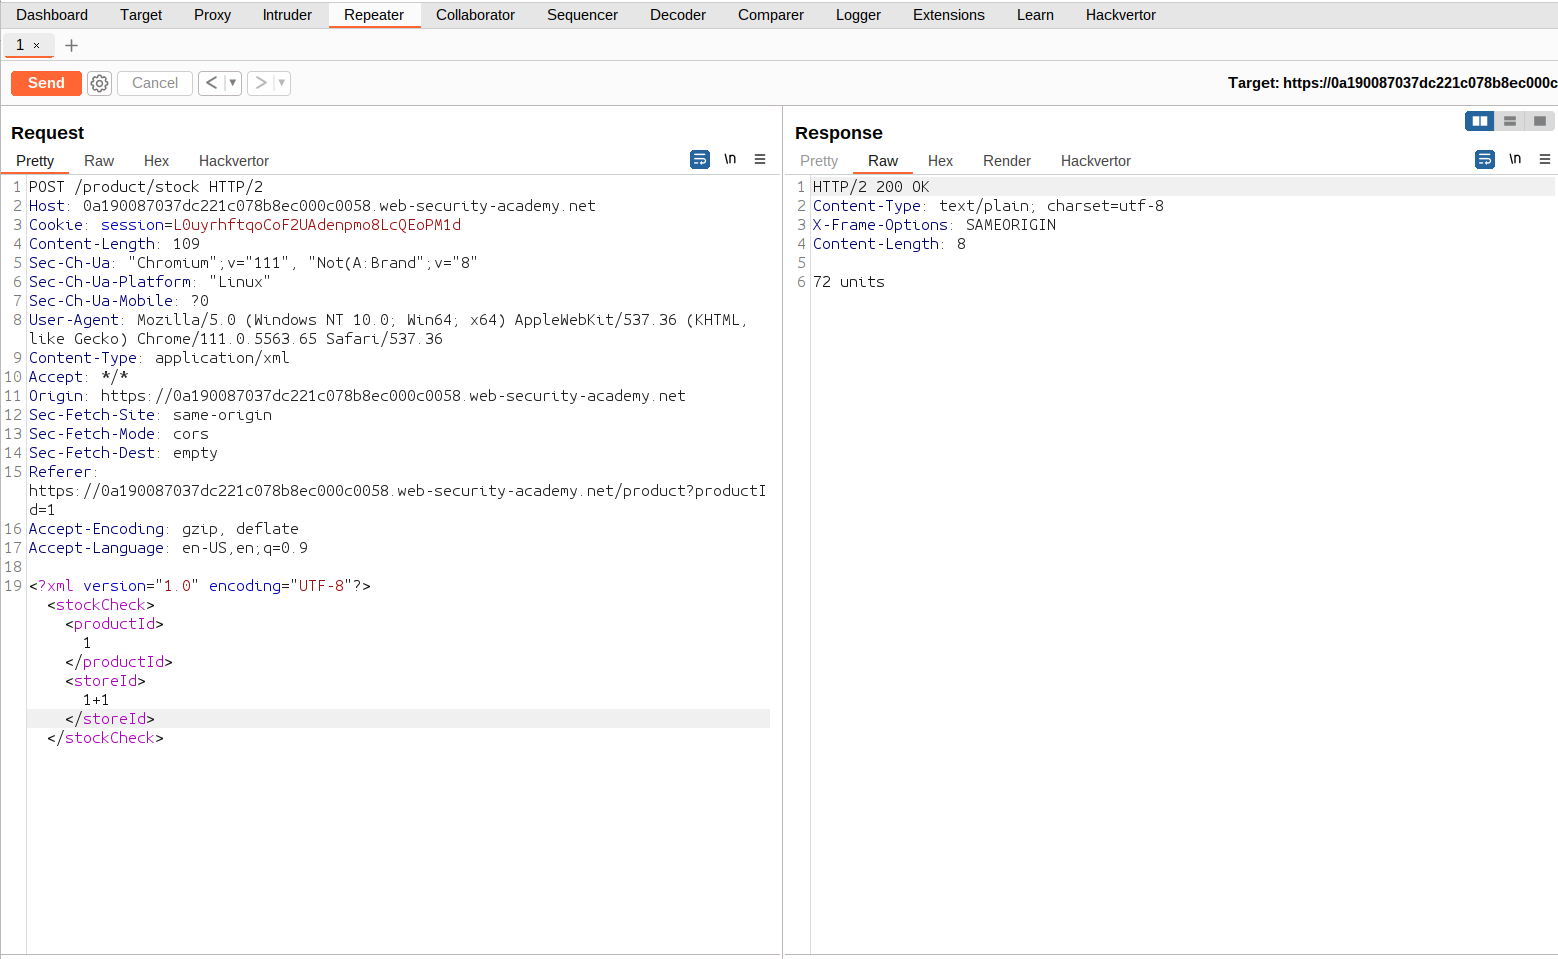 Dashboard Target Proxy Intruder Repeater Collaborator Sequencer Decoder Comparer Logger Extensions Learn Hackvertor
1 × +
Send Cancel < ▼ > ▼ Target: https://0a190087037dc221c078b8ec000c
Request
Pretty Raw Hex Hackvertor \n ≡
1 POST /product/stock HTTP/2
2 Host: 0a190087037dc221c078b8ec000c0058.web-security-academy.net
3 Cookie: session=L0uyrhftqoCoF2UAdenpmo8LcQEoPM1d
4 Content-Length: 109
5 Sec-Ch-Ua: "Chromium";v="111", "Not(A:Brand";v="8"
6 Sec-Ch-Ua-Platform: "Linux"
7 Sec-Ch-Ua-Mobile: ?0
8 User-Agent: Mozilla/5.0 (Windows NT 10.0; Win64; x64) AppleWebKit/537.36 (KHTML,
like Gecko) Chrome/111.0.5563.65 Safari/537.36
9 Content-Type: application/xml
10 Accept: */*
11 Origin: https://0a190087037dc221c078b8ec000c0058.web-security-academy.net
12 Sec-Fetch-Site: same-origin
13 Sec-Fetch-Mode: cors
14 Sec-Fetch-Dest: empty
15 Referer:
https://0a190087037dc221c078b8ec000c0058.web-security-academy.net/product?productI
d=1
16 Accept-Encoding: gzip, deflate
17 Accept-Language: en-US,en;q=0.9
18
19 <?xml version="1.0" encoding="UTF-8"?>
<stockCheck>
<productId>
1
</productId>
<storeId>
1+1
</storeId>
</stockCheck>
Response
Pretty Raw Hex Render Hackvertor \n ≡
1 HTTP/2 200 OK
2 Content-Type: text/plain; charset=utf-8
3 X-Frame-Options: SAMEORIGIN
4 Content-Length: 8
5
6 72 units